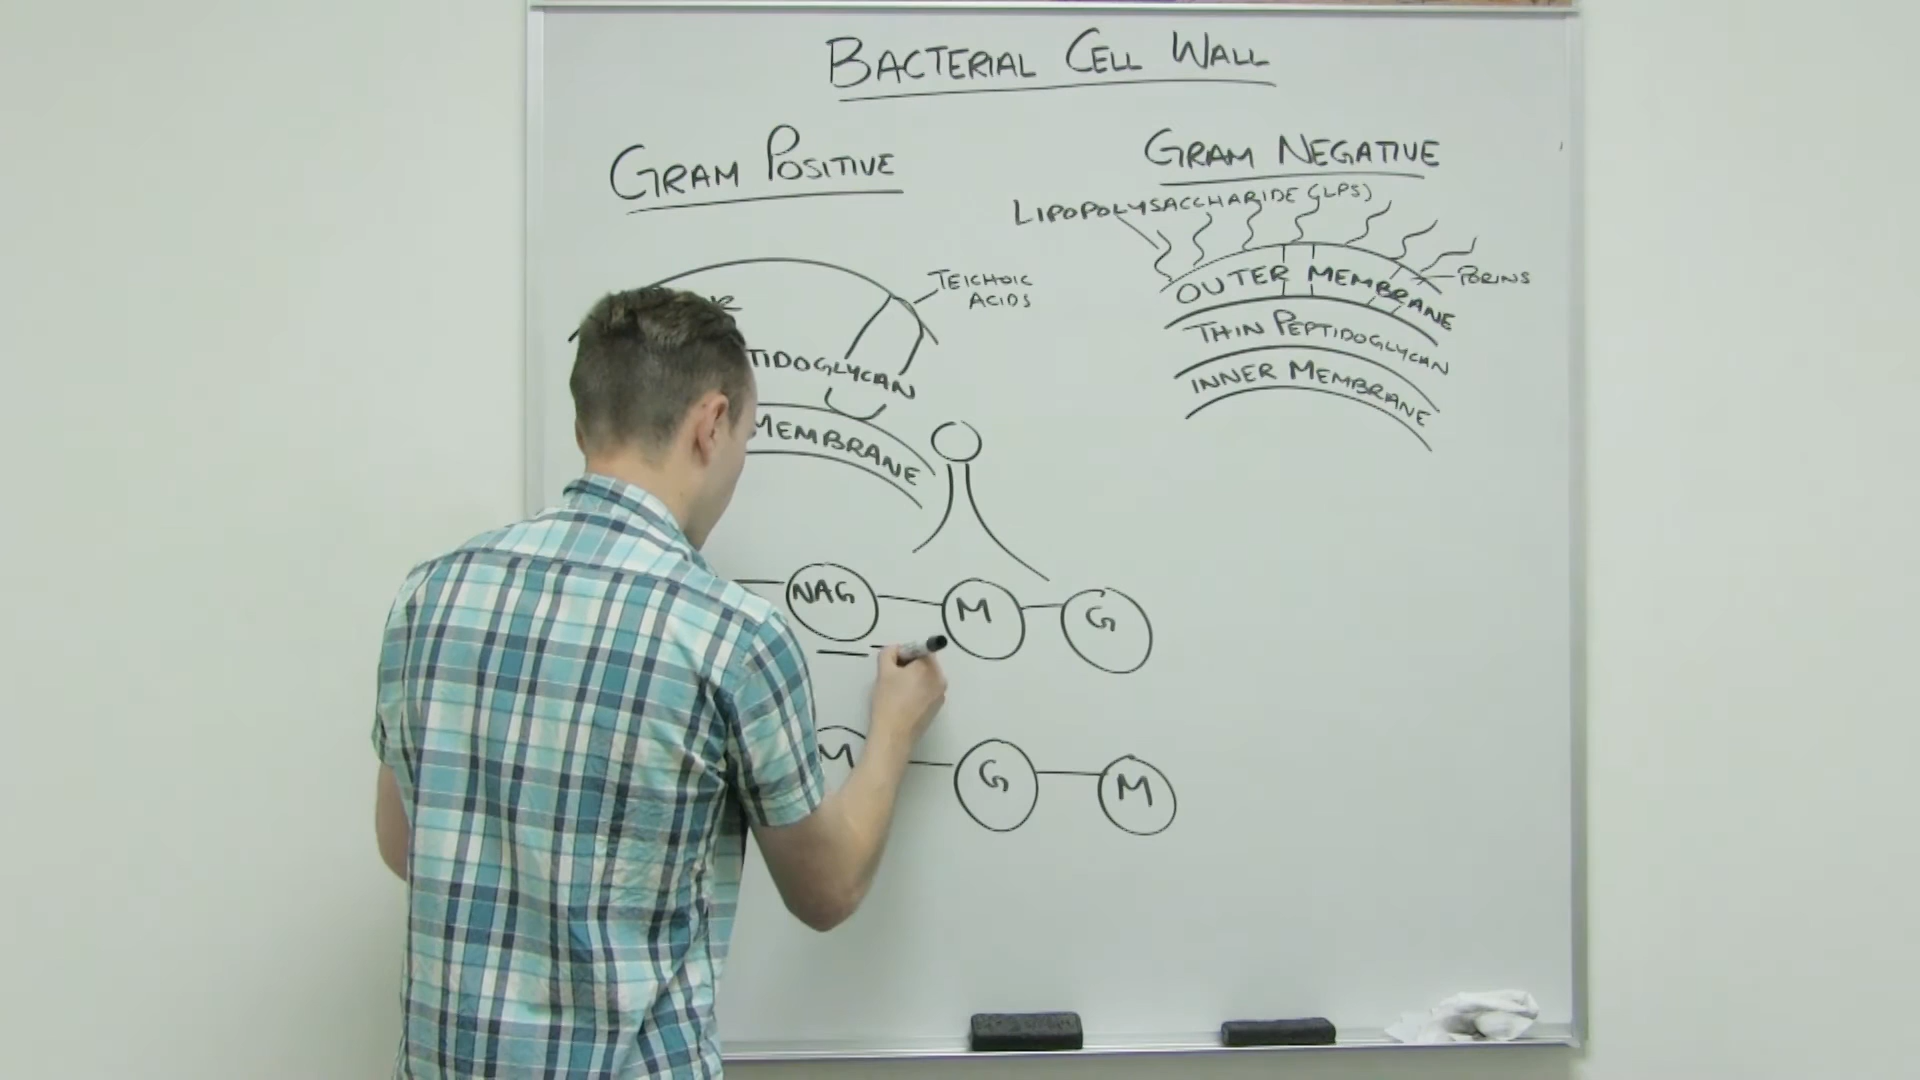 BACTERIAL CELL WALL
GRAM POSITIVE
TEICHOIC
ACIDS
TIDOGLYCAN
MEMBRANE
GRAM NEGATIVE
LIPOPOLYSACCHARIDE (LPS)
OUTER MEMBRANE
PORINS
THIN PEPTIDOGLYCAN
INNER MEMBRANE
NAG M G
M G M